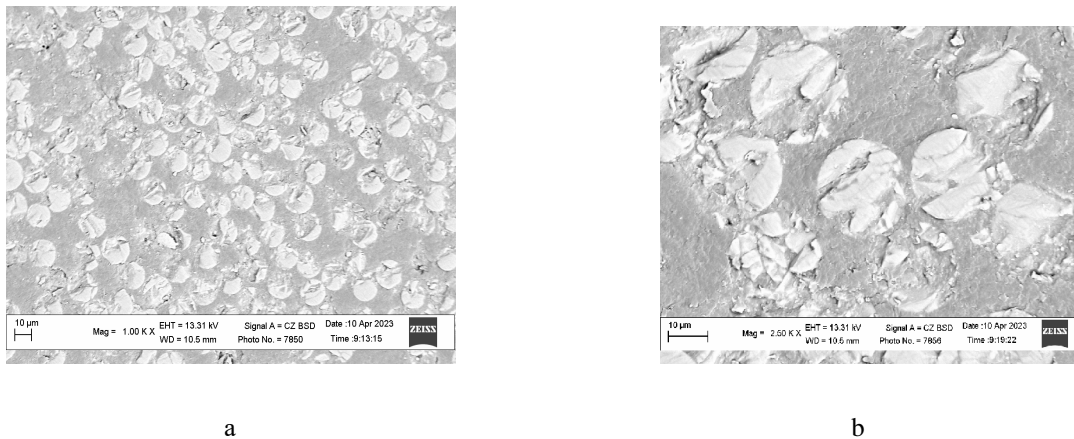 10 µm
Mag = 1.00 K X
EHT = 13.31 kV
WD = 10.5 mm
Signal A = CZ BSD
Photo No. = 7850
Date :10 Apr 2023
Time :9:13:15
ZEISS
10 µm
Mag = 2.50 K X
EHT = 13.31 kV
WD = 10.5 mm
Signal A = CZ BSD
Photo No. = 7856
Date :10 Apr 2023
Time :9:19:22
ZEISS
a
b